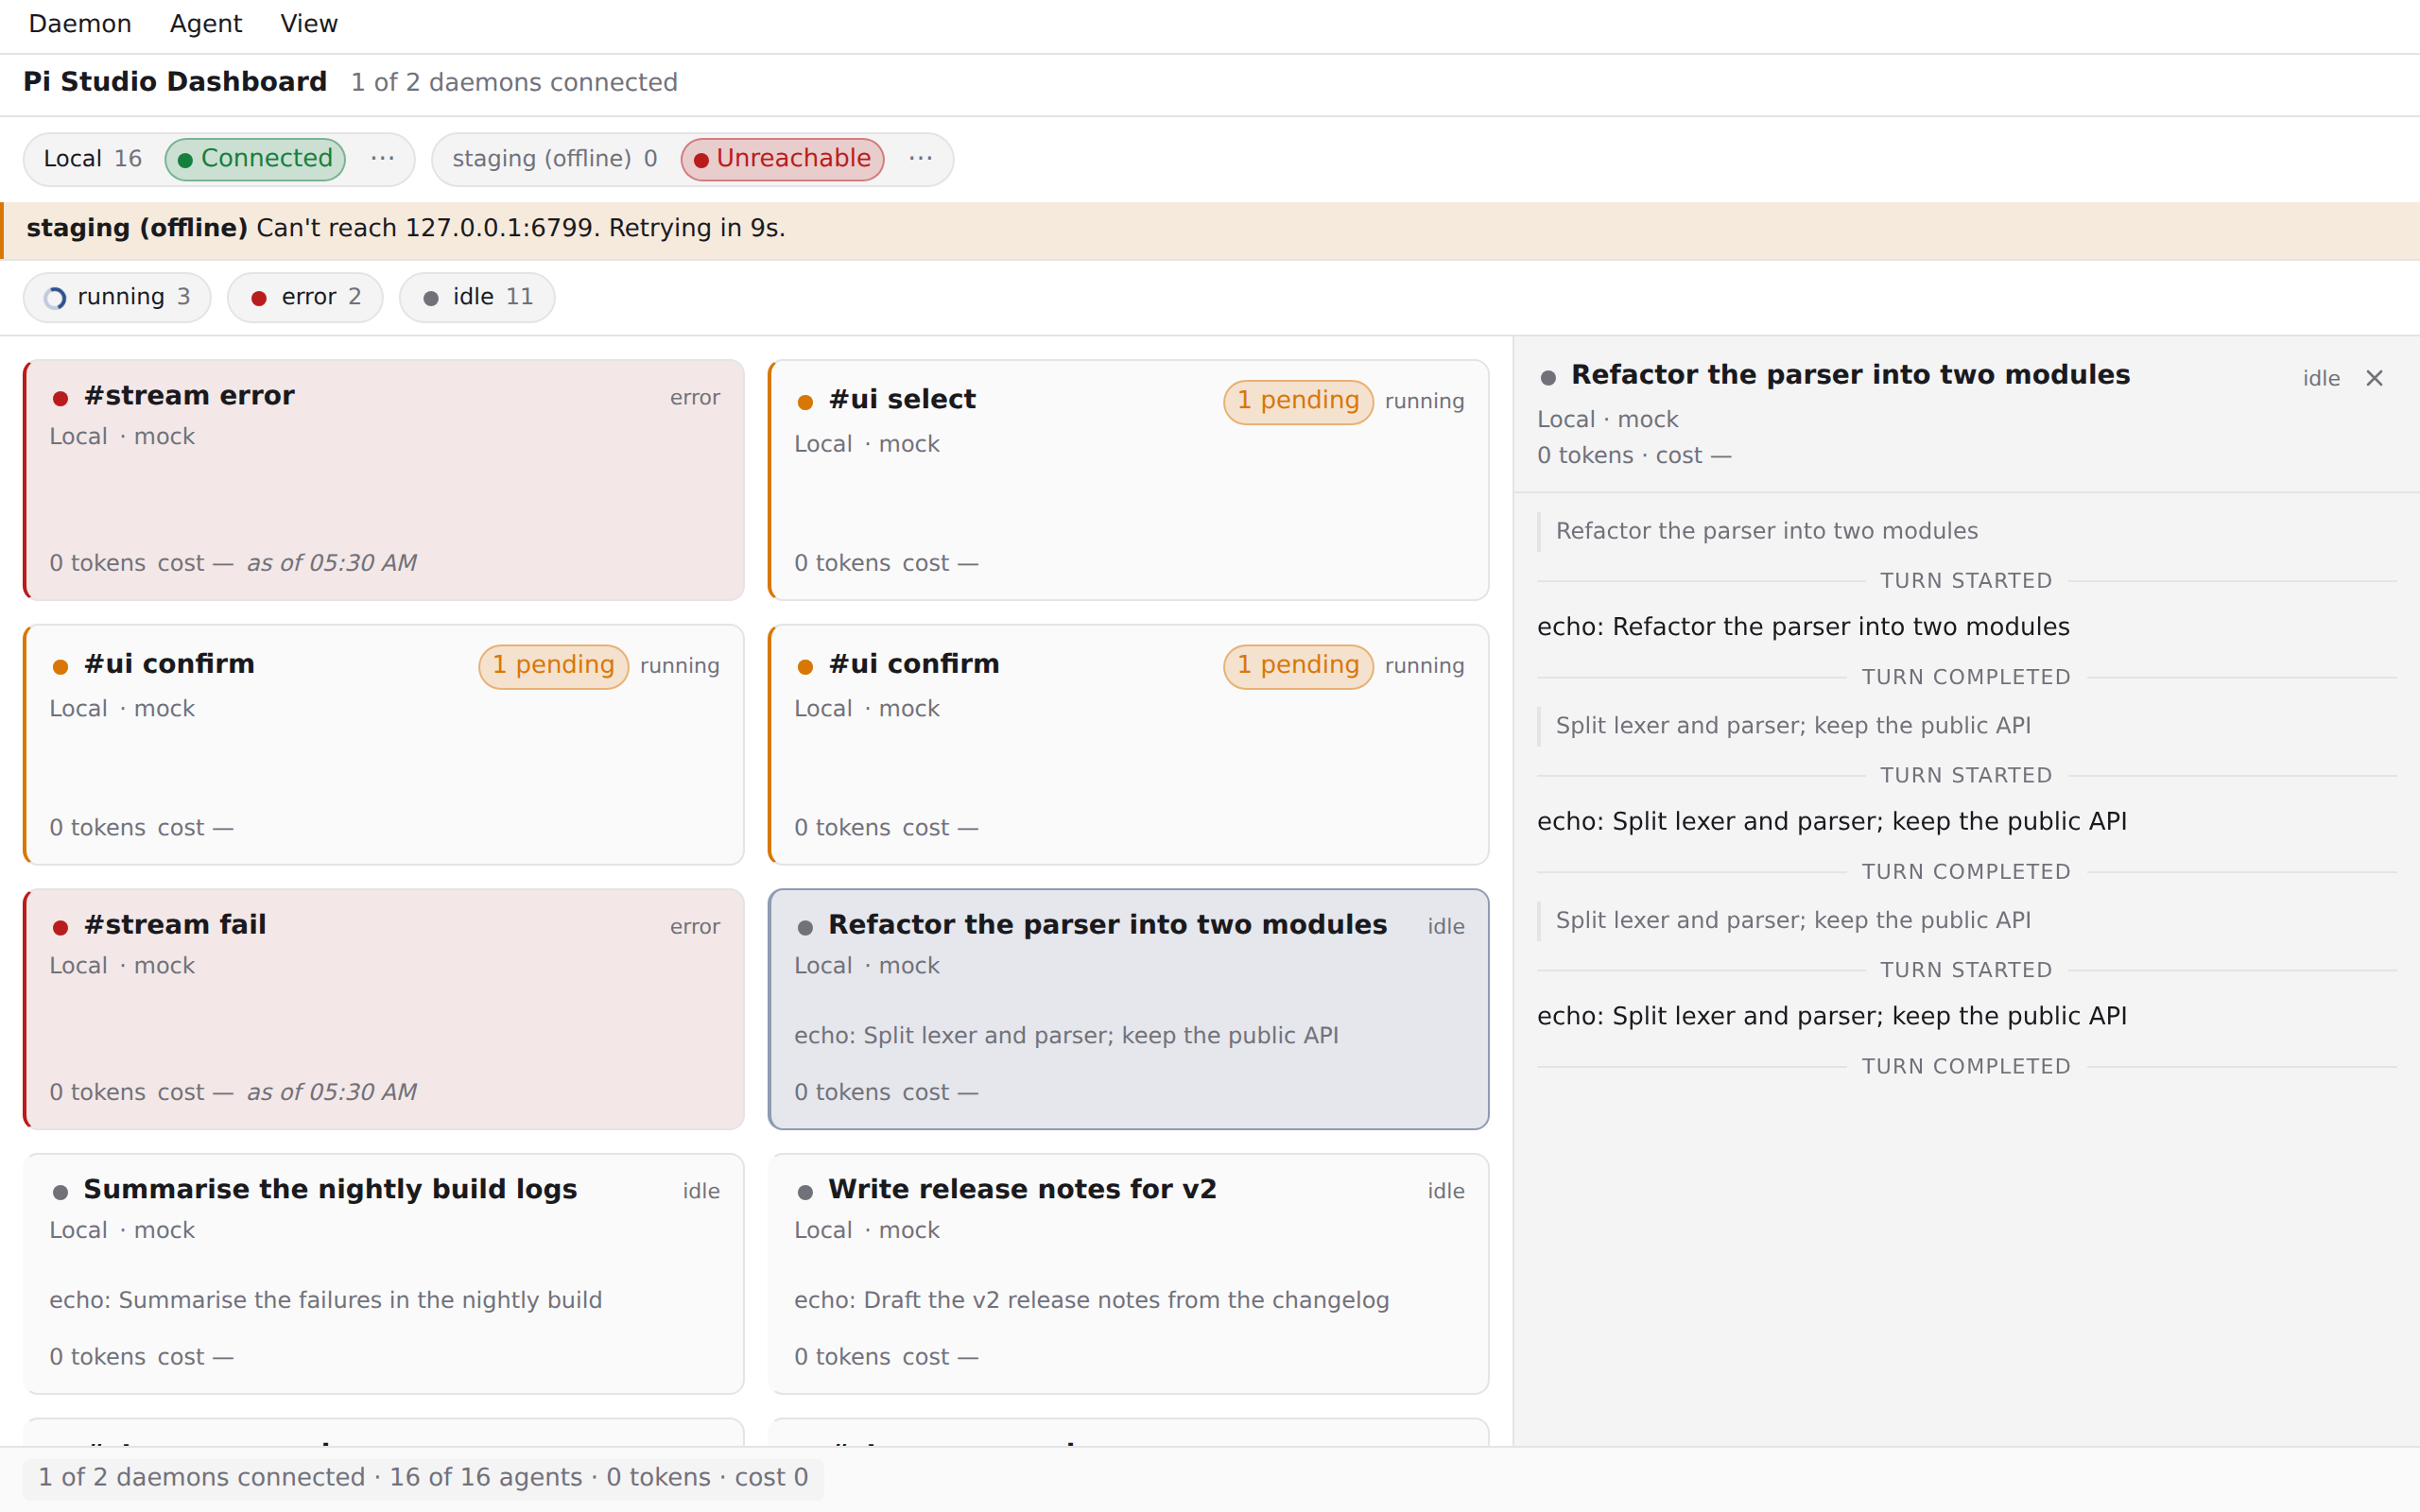 Daemon Agent View
Pi Studio Dashboard 1 of 2 daemons connected
Local 16 Connected ··· staging (offline) 0 Unreachable ···
staging (offline) Can't reach 127.0.0.1:6799. Retrying in 9s.
running 3 error 2 idle 11
#stream error error
Local · mock
0 tokens cost — as of 05:30 AM
#ui select 1 pending running
Local · mock
0 tokens cost —
#ui confirm 1 pending running
Local · mock
0 tokens cost —
#ui confirm 1 pending running
Local · mock
0 tokens cost —
#stream fail error
Local · mock
0 tokens cost — as of 05:30 AM
Refactor the parser into two modules idle
Local · mock
echo: Split lexer and parser; keep the public API
0 tokens cost —
Summarise the nightly build logs idle
Local · mock
echo: Summarise the failures in the nightly build
0 tokens cost —
Write release notes for v2 idle
Local · mock
echo: Draft the v2 release notes from the changelog
0 tokens cost —
Refactor the parser into two modules idle ×
Local · mock
0 tokens · cost —
Refactor the parser into two modules
TURN STARTED
echo: Refactor the parser into two modules
TURN COMPLETED
Split lexer and parser; keep the public API
TURN STARTED
echo: Split lexer and parser; keep the public API
TURN COMPLETED
Split lexer and parser; keep the public API
TURN STARTED
echo: Split lexer and parser; keep the public API
TURN COMPLETED
1 of 2 daemons connected · 16 of 16 agents · 0 tokens · cost 0